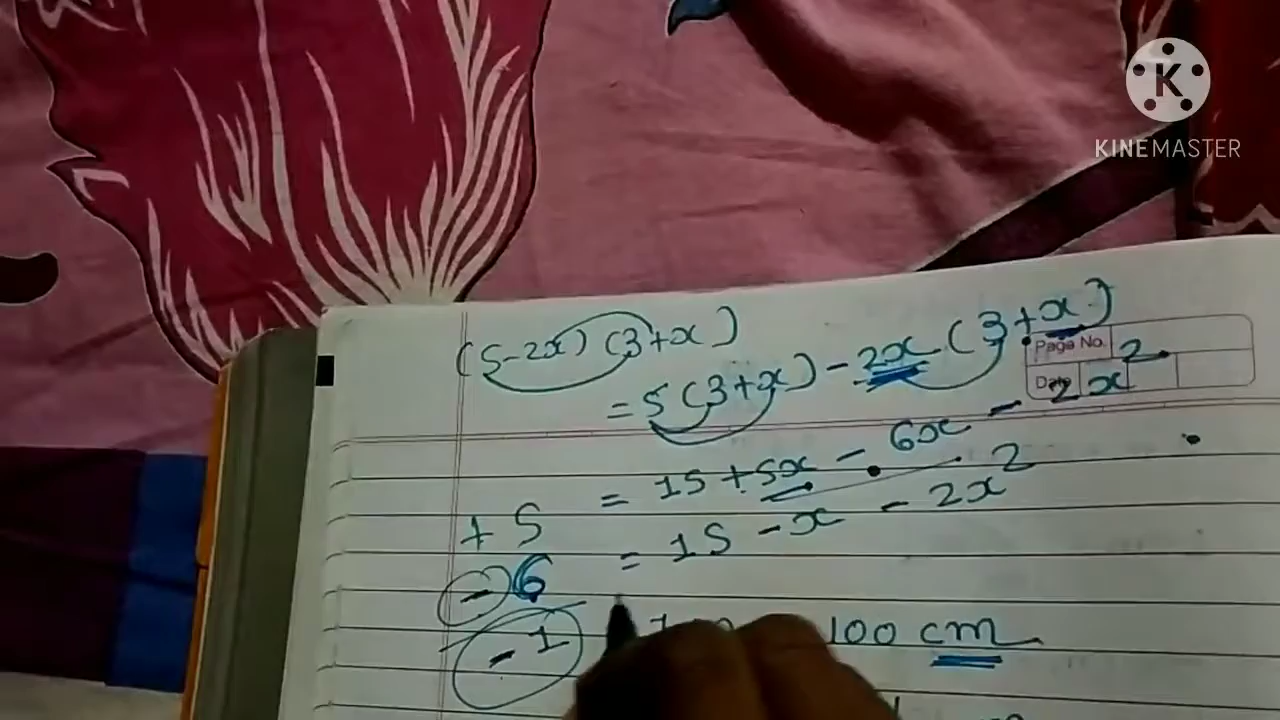 KINEMASTER
(5-2x) (3+x)
= 5 (3+x) - 2x (3+x)
Page No.
Date
= 15 + 5x - 6x - 2x²
= 15 - x - 2x²
+ 5
- 6
- 1
100 cm